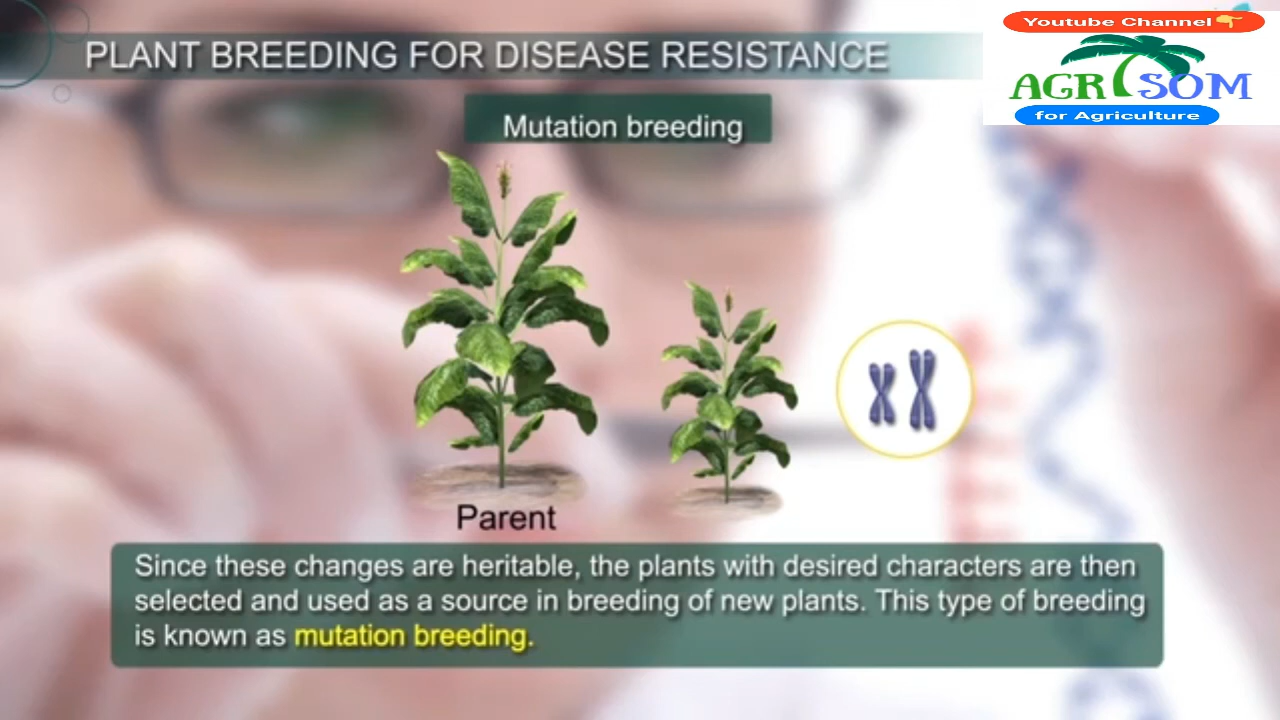 Youtube Channel
PLANT BREEDING FOR DISEASE RESISTANCE
AGRISOM
for Agriculture
Mutation breeding
Parent
Since these changes are heritable, the plants with desired characters are then
selected and used as a source in breeding of new plants. This type of breeding
is known as mutation breeding.